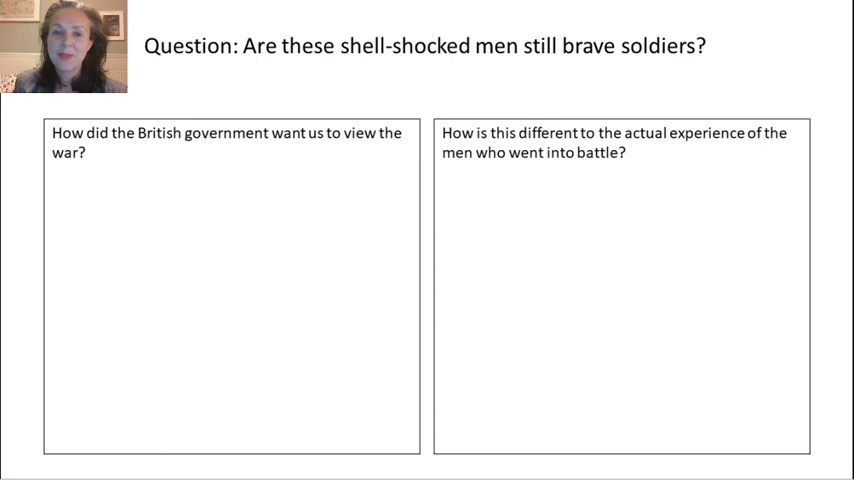 Question: Are these shell-shocked men still brave soldiers?
How did the British government want us to view the
war?
How is this different to the actual experience of the
men who went into battle?